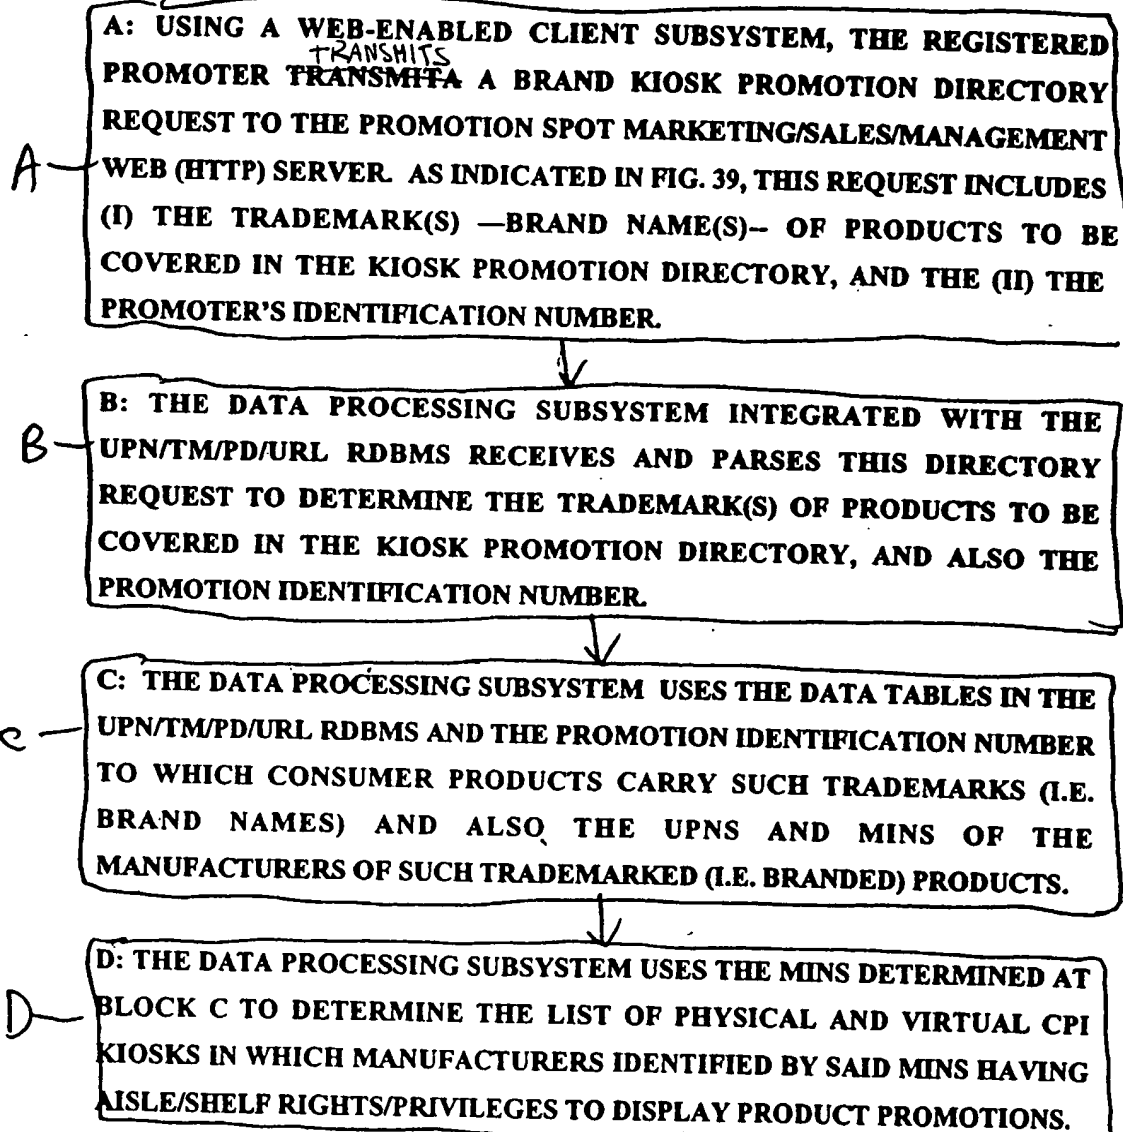 A: USING A WEB-ENABLED CLIENT SUBSYSTEM, THE REGISTERED
TRANSMITS
PROMOTER TRANSMITA A BRAND KIOSK PROMOTION DIRECTORY
REQUEST TO THE PROMOTION SPOT MARKETING/SALES/MANAGEMENT
A
WEB (HTTP) SERVER. AS INDICATED IN FIG. 39, THIS REQUEST INCLUDES
(I) THE TRADEMARK(S) —BRAND NAME(S)-- OF PRODUCTS TO BE
COVERED IN THE KIOSK PROMOTION DIRECTORY, AND THE (II) THE
PROMOTER'S IDENTIFICATION NUMBER.
B: THE DATA PROCESSING SUBSYSTEM INTEGRATED WITH THE
B
UPN/TM/PD/URL RDBMS RECEIVES AND PARSES THIS DIRECTORY
REQUEST TO DETERMINE THE TRADEMARK(S) OF PRODUCTS TO BE
COVERED IN THE KIOSK PROMOTION DIRECTORY, AND ALSO THE
PROMOTION IDENTIFICATION NUMBER.
C: THE DATA PROCESSING SUBSYSTEM USES THE DATA TABLES IN THE
C
UPN/TM/PD/URL RDBMS AND THE PROMOTION IDENTIFICATION NUMBER
TO WHICH CONSUMER PRODUCTS CARRY SUCH TRADEMARKS (I.E.
BRAND NAMES) AND ALSO THE UPNS AND MINS OF THE
MANUFACTURERS OF SUCH TRADEMARKED (I.E. BRANDED) PRODUCTS.
D: THE DATA PROCESSING SUBSYSTEM USES THE MINS DETERMINED AT
D
BLOCK C TO DETERMINE THE LIST OF PHYSICAL AND VIRTUAL CPI
KIOSKS IN WHICH MANUFACTURERS IDENTIFIED BY SAID MINS HAVING
AISLE/SHELF RIGHTS/PRIVILEGES TO DISPLAY PRODUCT PROMOTIONS.